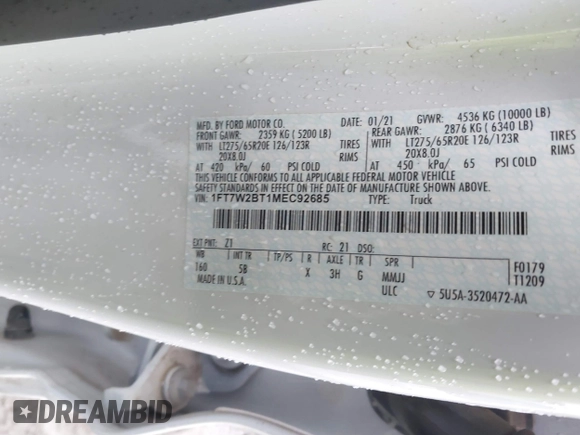 MFD. BY FORD MOTOR CO.
DATE: 01/21 GVWR: 4536 KG (10000 LB)
FRONT GAWR: 2359 KG (5200 LB) REAR GAWR: 2876 KG (6340 LB)
WITH LT275/65R20E 126/123R TIRES WITH LT275/65R20E 126/123R TIRES
20X8.0J RIMS 20X8.0J RIMS
AT 420 kPa/ 60 PSI COLD AT 450 kPa/ 65 PSI COLD
THIS VEHICLE CONFORMS TO ALL APPLICABLE FEDERAL MOTOR VEHICLE
SAFETY STANDARDS IN EFFECT ON THE DATE OF MANUFACTURE SHOWN ABOVE.
VIN: 1FT7W2BT1MEC92685 TYPE: Truck
EXT PNT: Z1 RC: 21 DSO:
WB INT TR TP/PS R AXLE TR SPR
160 SB X 3H G MMJJ
F0179
T1209
MADE IN U.S.A. ULC ▽ 5U5A-3520472-AA
DREAMBID